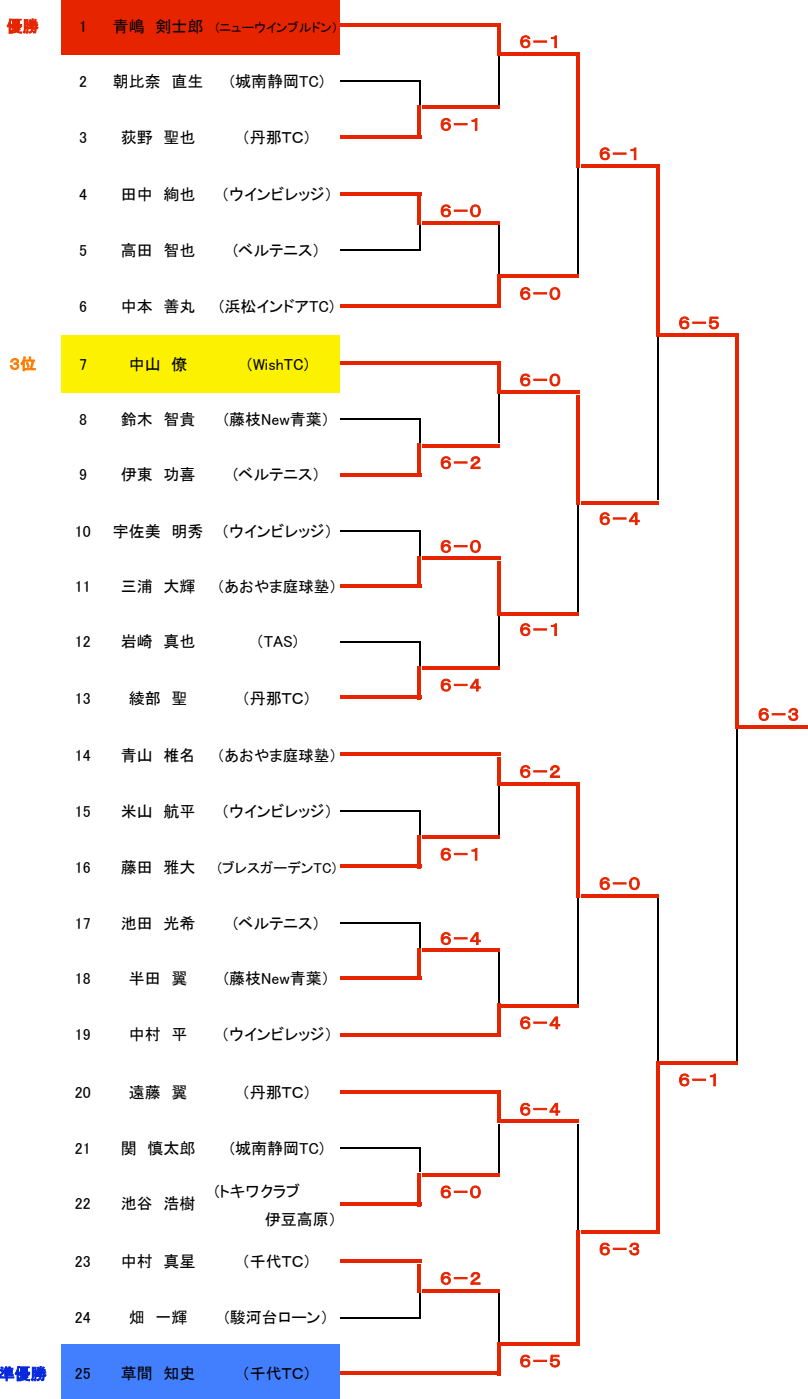 優勝 1 青嶋 剣士郎 (ニューウインブルドン)
6-1
2 朝比奈 直生 (城南静岡TC)
6-1
3 荻野 聖也 (丹那TC)
6-1
4 田中 絢也 (ウインビレッジ)
6-0
5 高田 智也 (ベルテニス)
6-0
6 中本 善丸 (浜松インドアTC)
6-5
3位 7 中山 僚 (WishTC)
6-0
8 鈴木 智貴 (藤枝New青葉)
6-2
9 伊東 功喜 (ベルテニス)
6-4
10 宇佐美 明秀 (ウインビレッジ)
6-0
11 三浦 大輝 (あおやま庭球塾)
6-1
12 岩崎 真也 (TAS)
6-4
13 綾部 聖 (丹那TC)
6-3
14 青山 椎名 (あおやま庭球塾)
6-2
15 米山 航平 (ウインビレッジ)
6-1
16 藤田 雅大 (ブレスガーデンTC)
6-0
17 池田 光希 (ベルテニス)
6-4
18 半田 翼 (藤枝New青葉)
6-4
19 中村 平 (ウインビレッジ)
6-1
20 遠藤 翼 (丹那TC)
6-4
21 関 慎太郎 (城南静岡TC)
6-0
22 池谷 浩樹 (トキワクラブ
伊豆高原)
6-3
23 中村 真星 (千代TC)
6-2
24 畑 一輝 (駿河台ローン)
6-5
準優勝 25 草間 知史 (千代TC)